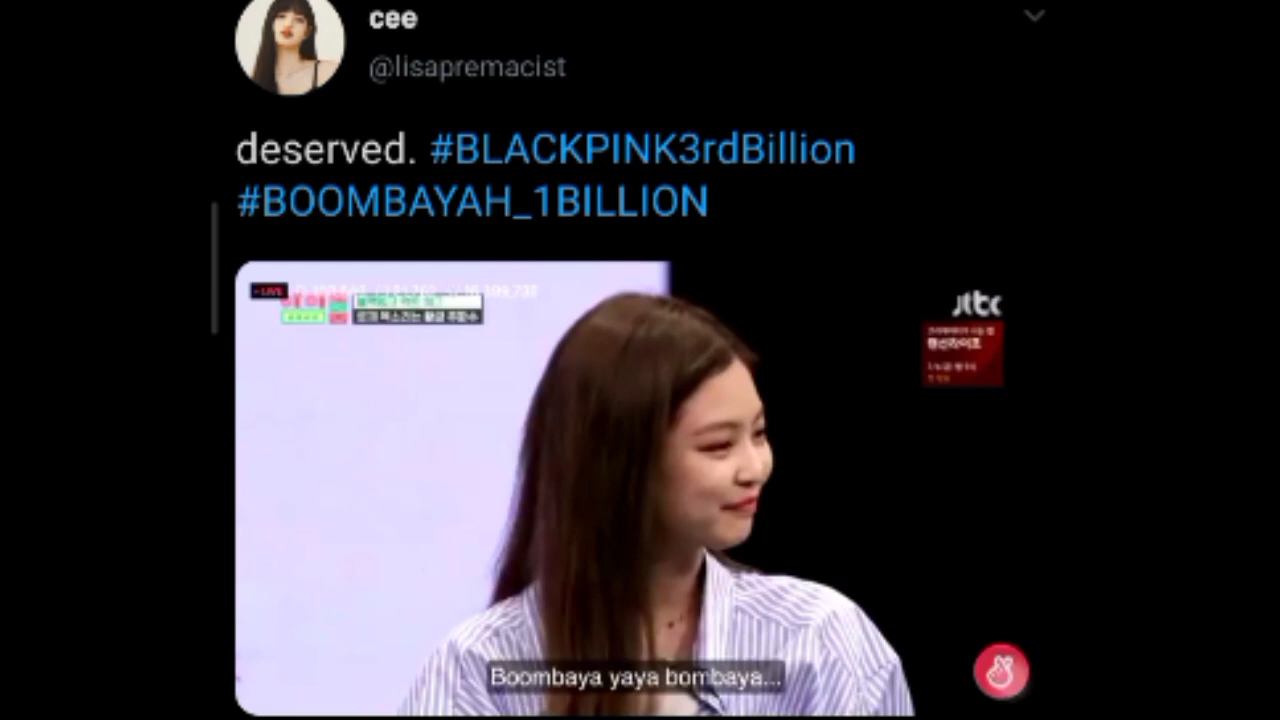 cee
@lisapremacist
deserved. #BLACKPINK3rdBillion
#BOOMBAYAH_1BILLION
LIVE
jtbc
Boombaya yaya bombaya...